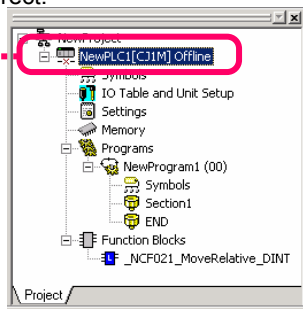 rect.
NewProject
NewPLC1[CJ1M] Offline
Symbols
IO Table and Unit Setup
Settings
Memory
Programs
NewProgram1 (00)
Symbols
Section1
END
Function Blocks
_NCF021_MoveRelative_DINT
Project